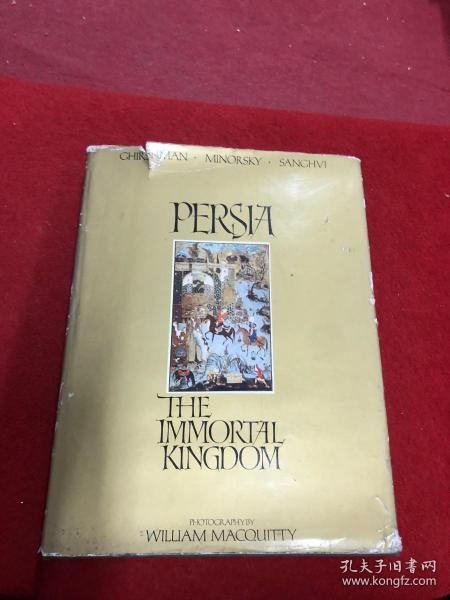 GHIRSHMAN · MINORSKY · SANGHVI
PERSIA
THE
IMMORTAL
KINGDOM
PHOTOGRAPHY BY
WILLIAM MACQUITTY
孔夫子旧书网
www.kongfz.com